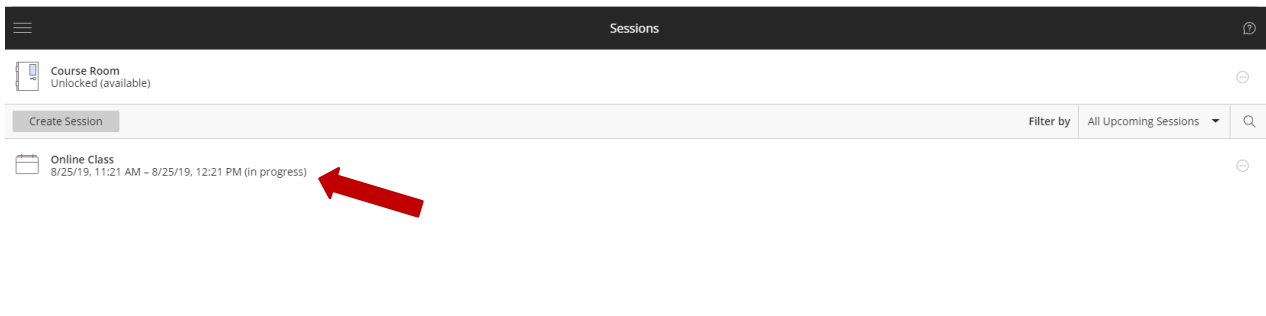 Sessions
Course Room
Unlocked (available)
Create Session
Filter by
All Upcoming Sessions
Online Class
8/25/19, 11:21 AM – 8/25/19, 12:21 PM (in progress)